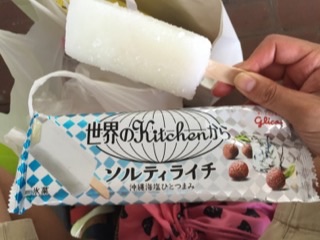 世界のKitchenから
Glico
ソルティライチ
沖縄海塩ひとつまみ
氷菓